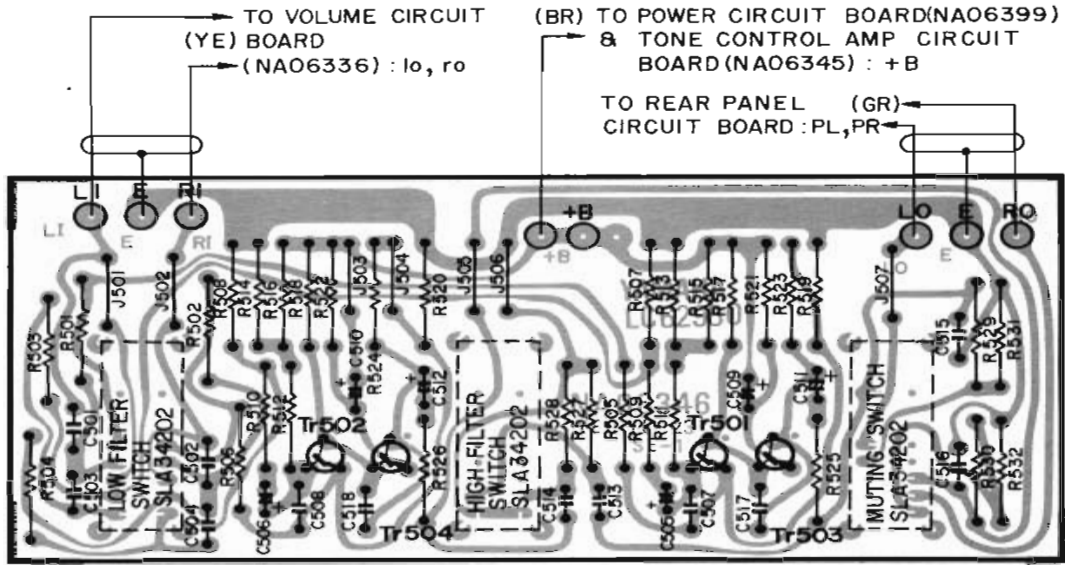 TO VOLUME CIRCUIT
(YE) BOARD
(NA06336) : lo, ro
(BR) TO POWER CIRCUIT BOARD(NA06399)
& TONE CONTROL AMP CIRCUIT
BOARD(NA06345) : +B
TO REAR PANEL (GR)
CIRCUIT BOARD : PL, PR
LI E RI
+B
LO E RO
LI E RI
+B
E
J501
J502
R502
R508
R514
R516
R518
R522
J503
J504
R520
J505
J506
R507
R513
R515
R517
R521
R523
R519
J507
C515
R529
R531
R503
R501
C510
R524
C512
C509
C511
R510
R512
R528
R527
R505
R509
Tr502
Tr501
C501
C503
R504
LOW FILTER
SWITCH
SLA34202
C502
C504
R506
C506
C508
C518
R526
Tr504
HIGH FILTER
SWITCH
SLA34202
C514
C513
C505
C507
C517
R525
Tr503
MUTING SWITCH
SLA34202
C516
R530
R532
346